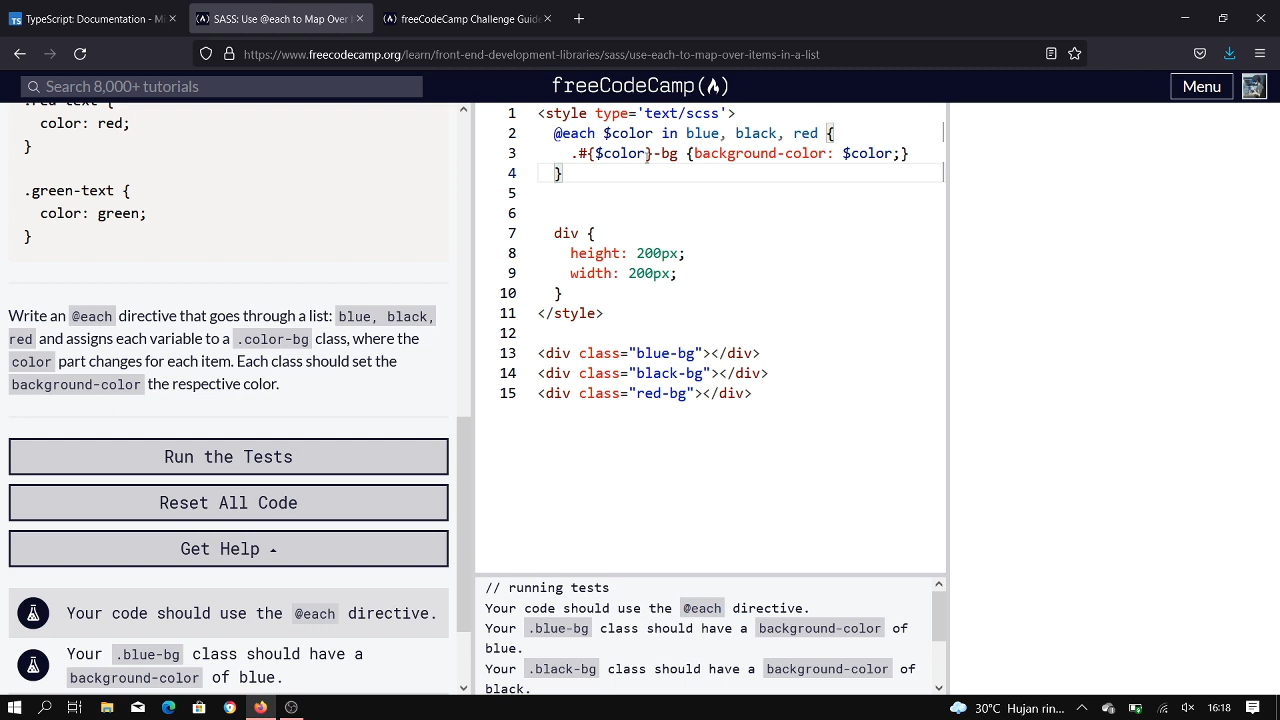 TypeScript: Documentation - Mi
SASS: Use @each to Map Over I
freeCodeCamp Challenge Guide
https://www.freecodecamp.org/learn/front-end-development-libraries/sass/use-each-to-map-over-items-in-a-list
Search 8,000+ tutorials
freeCodeCamp
Menu
.red-text {
color: red;
}
.green-text {
color: green;
}
Write an @each directive that goes through a list: blue, black,
red and assigns each variable to a .color-bg class, where the
color part changes for each item. Each class should set the
background-color the respective color.
Run the Tests
Reset All Code
Get Help
Your code should use the @each directive.
Your .blue-bg class should have a
background-color of blue.
1 <style type='text/scss'>
2 @each $color in blue, black, red {
3 .#{$color}-bg {background-color: $color;}
4 }
5
6
7 div {
8 height: 200px;
9 width: 200px;
10 }
11 </style>
12
13 <div class="blue-bg"></div>
14 <div class="black-bg"></div>
15 <div class="red-bg"></div>
// running tests
Your code should use the @each directive.
Your .blue-bg class should have a background-color of
blue.
Your .black-bg class should have a background-color of
black.
30°C Hujan rin...
16:18